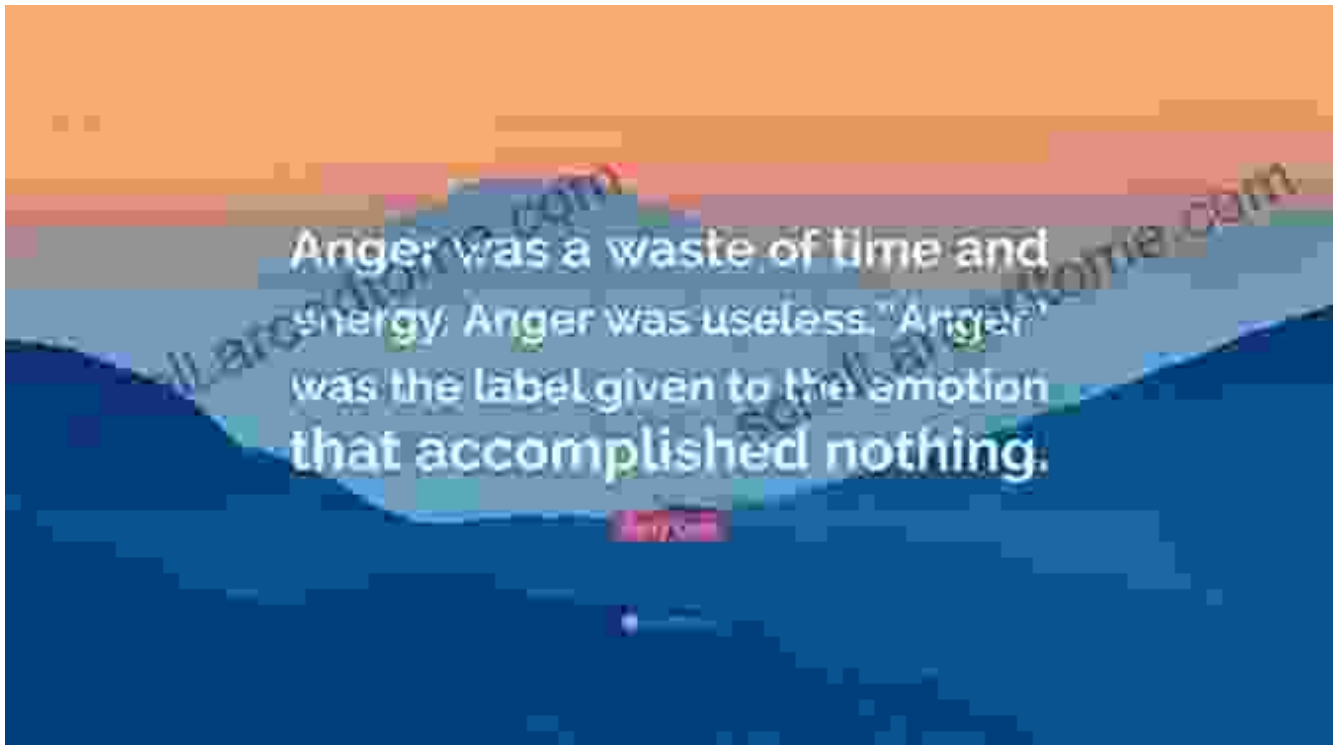 Anger was a waste of time and
energy. Anger was useless. "Anger"
was the label given to the emotion
that accomplished nothing.